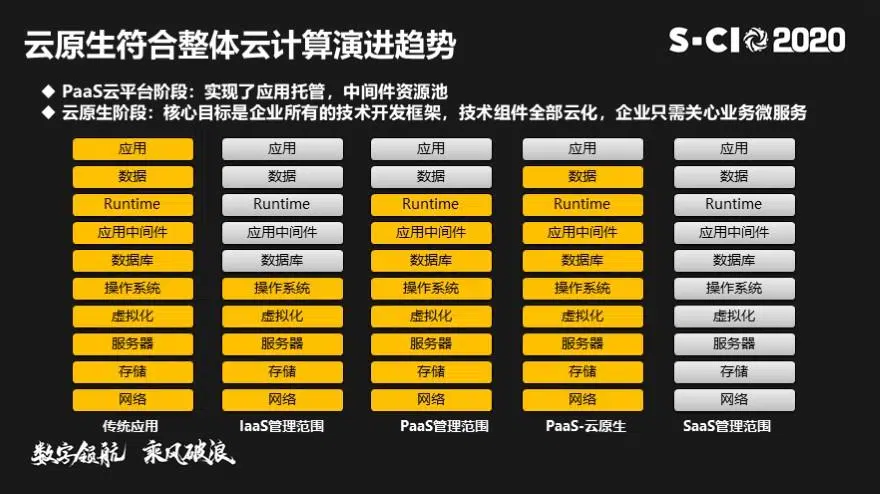 云原生符合整体云计算演进趋势
S-CIO 2020
◆ PaaS云平台阶段：实现了应用托管，中间件资源池
◆ 云原生阶段：核心目标是企业所有的技术开发框架，技术组件全部云化，企业只需关心业务微服务
应用 应用 应用 应用 应用
数据 数据 数据 数据 数据
Runtime Runtime Runtime Runtime Runtime
应用中间件 应用中间件 应用中间件 应用中间件 应用中间件
数据库 数据库 数据库 数据库 数据库
操作系统 操作系统 操作系统 操作系统 操作系统
虚拟化 虚拟化 虚拟化 虚拟化 虚拟化
服务器 服务器 服务器 服务器 服务器
存储 存储 存储 存储 存储
网络 网络 网络 网络 网络
传统应用 IaaS管理范围 PaaS管理范围 PaaS-云原生 SaaS管理范围
数字领航 乘风破浪